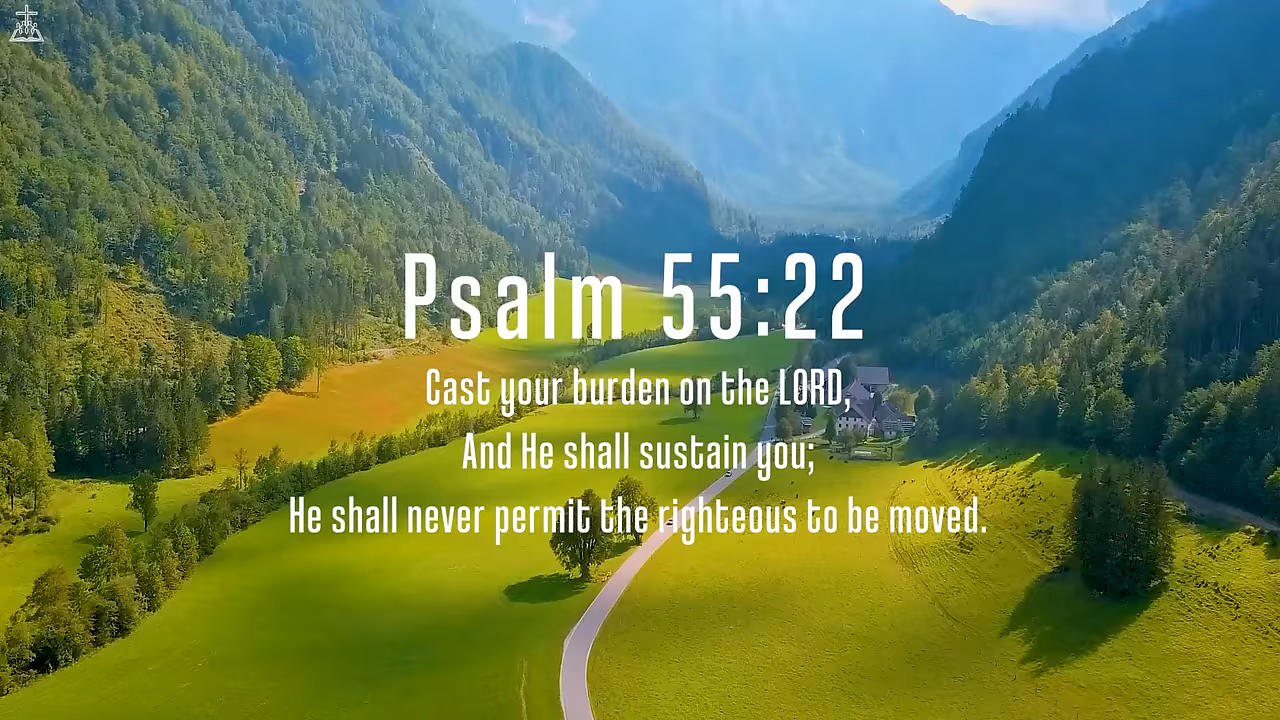 Psalm 55:22
Cast your burden on the LORD,
And He shall sustain you;
He shall never permit the righteous to be moved.